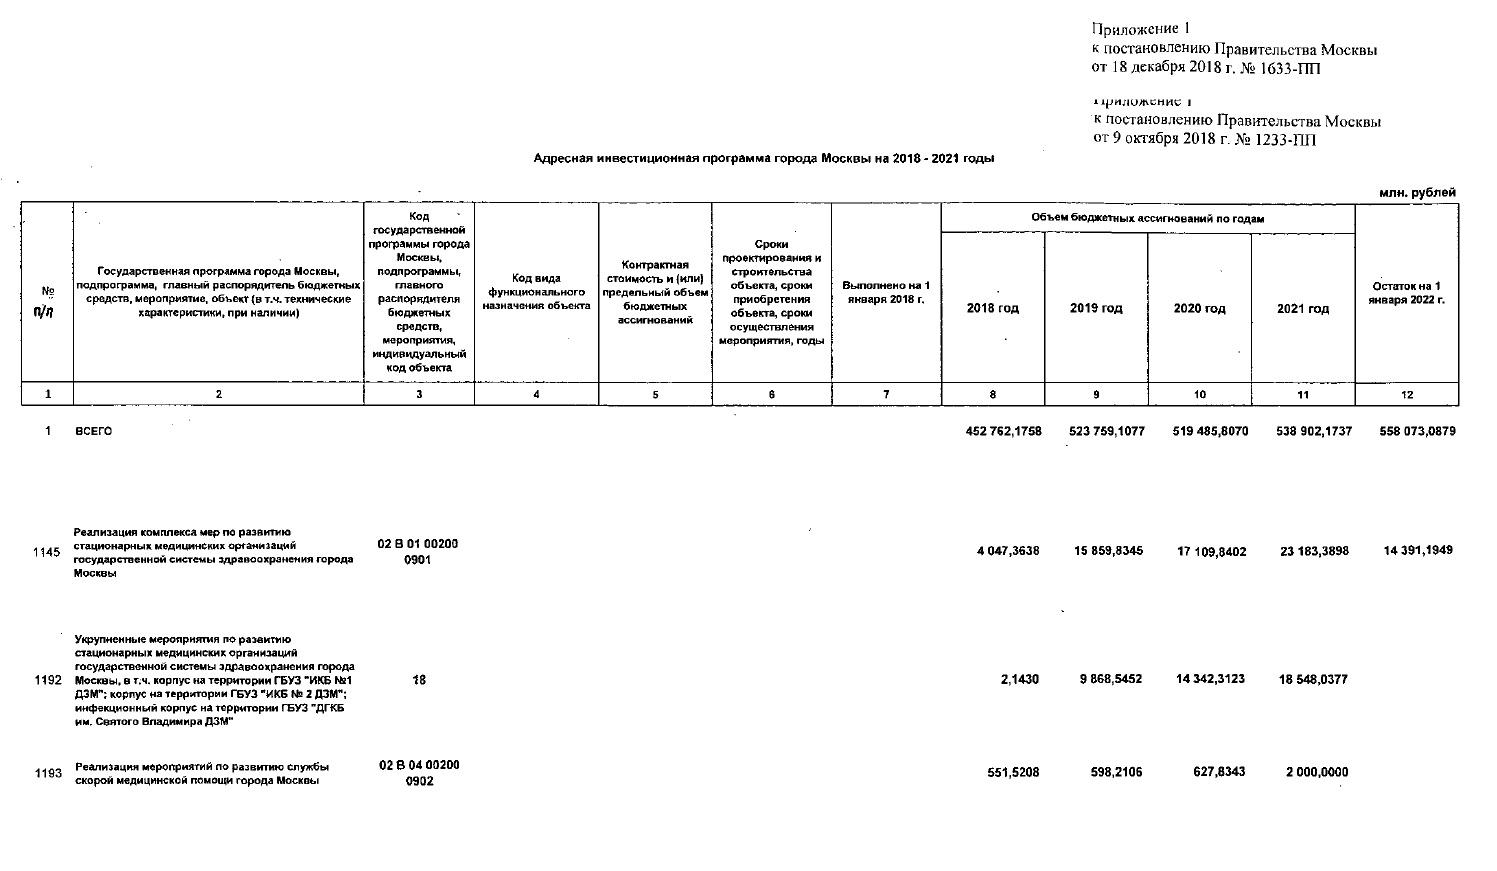 Приложение 1
к постановлению Правительства Москвы
от 18 декабря 2018 г. № 1633-ПП
Приложение 1
к постановлению Правительства Москвы
от 9 октября 2018 г. № 1233-ПП
Адресная инвестиционная программа города Москвы на 2018 - 2021 годы
млн. рублей
№
п/п
Государственная программа города Москвы,
подпрограмма, главный распорядитель бюджетных
средств, мероприятие, объект (в т.ч. технические
характеристики, при наличии)
Код
государственной
программы города
Москвы,
подпрограммы,
главного
распорядителя
бюджетных
средств,
мероприятия,
индивидуальный
код объекта
Код вида
функционального
назначения объекта
Контрактная
стоимость и (или)
предельный объем
бюджетных
ассигнований
Сроки
проектирования и
строительства
объекта, сроки
приобретения
объекта, сроки
осуществления
мероприятия, годы
Выполнено на 1
января 2018 г.
Объем бюджетных ассигнований по годам
2018 год
2019 год
2020 год
2021 год
Остаток на 1
января 2022 г.
1 2 3 4 5 6 7 8 9 10 11 12
1 ВСЕГО 452 762,1758 523 759,1077 519 485,8070 538 902,1737 558 073,0879
1145
Реализация комплекса мер по развитию
стационарных медицинских организаций
государственной системы здравоохранения города
Москвы
02 В 01 00200
0901
4 047,3638 15 859,8345 17 109,8402 23 183,3898 14 391,1949
1192
Укрупненные мероприятия по развитию
стационарных медицинских организаций
государственной системы здравоохранения города
Москвы, в т.ч. корпус на территории ГБУЗ "ИКБ №1
ДЗМ"; корпус на территории ГБУЗ "ИКБ № 2 ДЗМ";
инфекционный корпус на территории ГБУЗ "ДГКБ
им. Святого Владимира ДЗМ"
18
2,1430 9 868,5452 14 342,3123 18 548,0377
1193
Реализация мероприятий по развитию службы
скорой медицинской помощи города Москвы
02 В 04 00200
0902
551,5208 598,2106 627,8343 2 000,0000